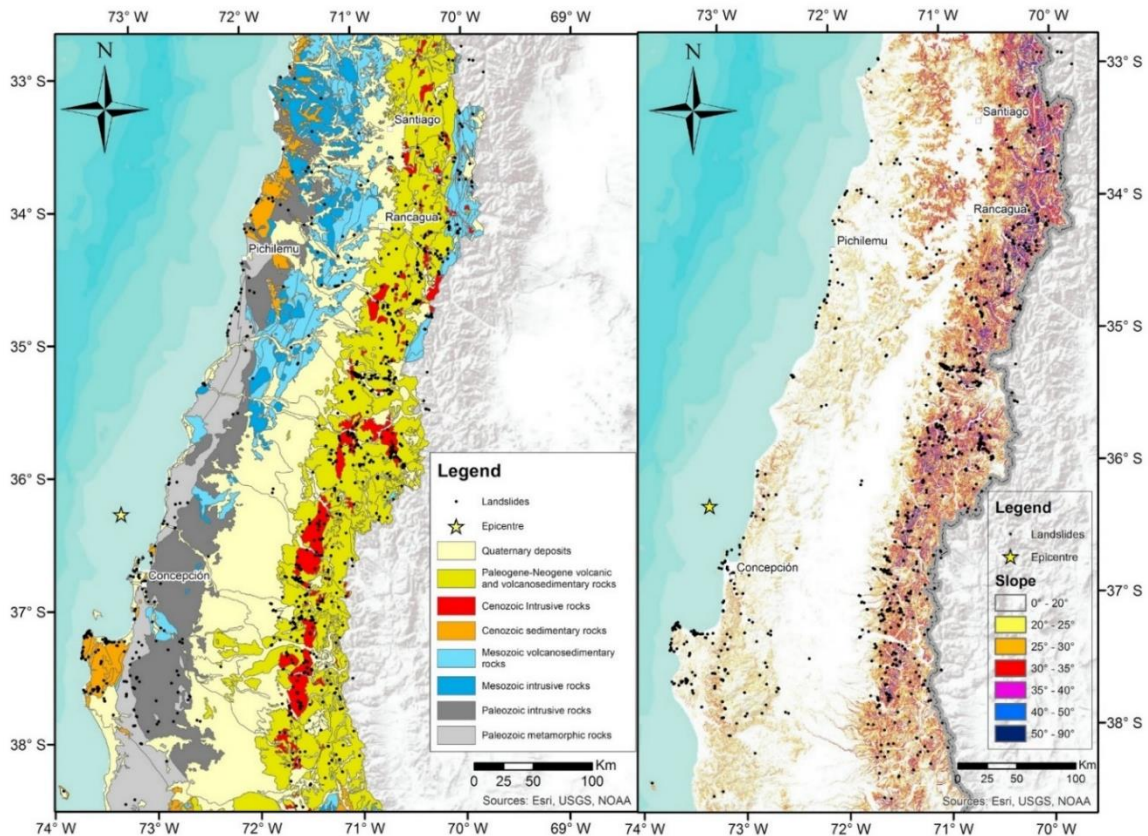 73° W 72° W 71° W 70° W 69° W
N
33° S
Santiago
34° S
Rancagua
Pichilemu
35° S
36° S
Concepción
37° S
38° S
Legend
Landslides
Epicentre
Quaternary deposits
Paleogene-Neogene volcanic
and volcanosedimentary rocks
Cenozoic Intrusive rocks
Cenozoic sedimentary rocks
Mesozoic volcanosedimentary
rocks
Mesozoic intrusive rocks
Paleozoic intrusive rocks
Paleozoic metamorphic rocks
Km
0 25 50 100
Sources: Esri, USGS, NOAA
74° W 73° W 72° W 71° W 70° W 69° W
73° W 72° W 71° W 70° W
N
33° S
Santiago
34° S
Rancagua
Pichilemu
35° S
36° S
Concepción
37° S
38° S
Legend
Landslides
Epicentre
Slope
0° - 20°
20° - 25°
25° - 30°
30° - 35°
35° - 40°
40° - 50°
50° - 90°
Km
0 25 50 100
Sources: Esri, USGS, NOAA
74° W 73° W 72° W 71° W 70° W